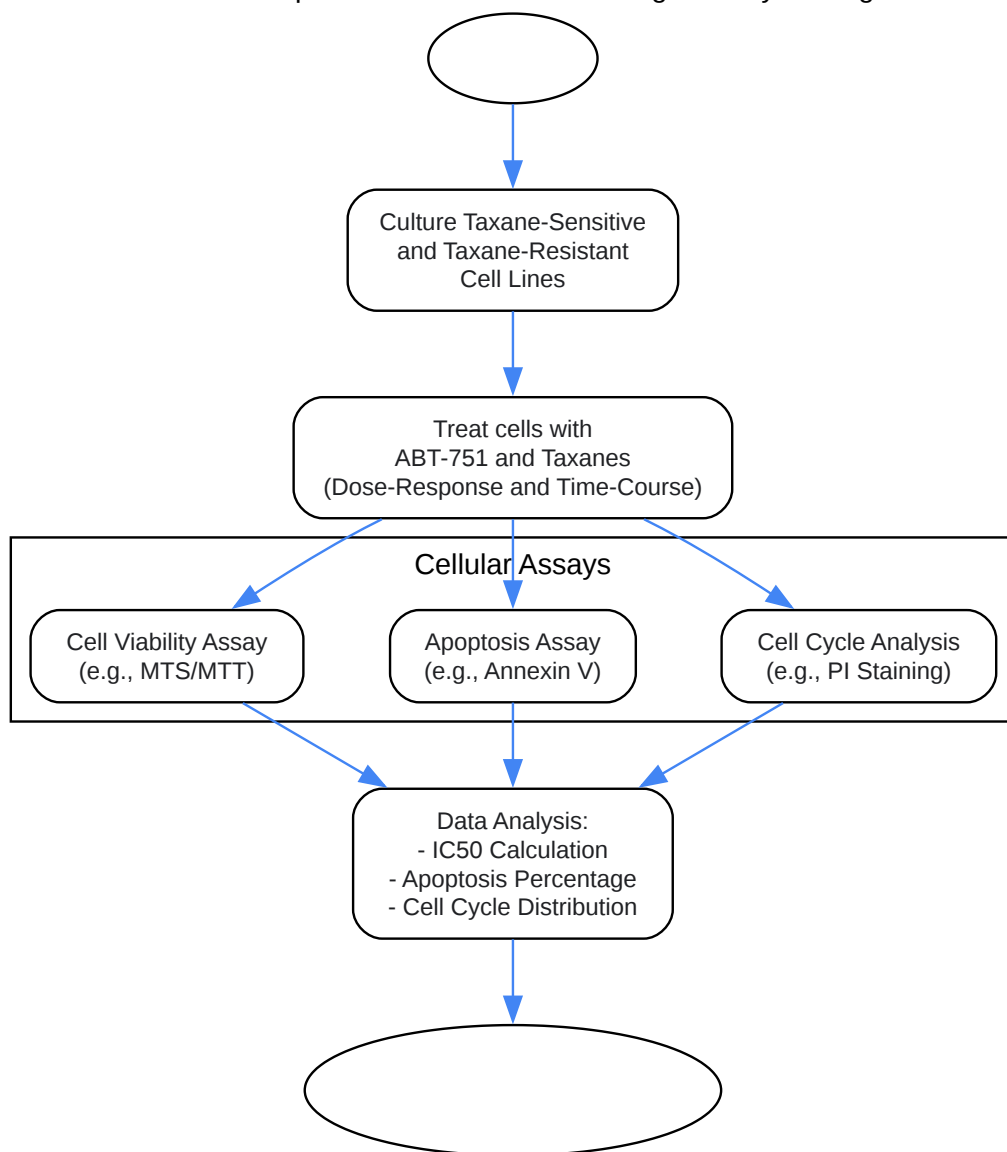 Culture Taxane-Sensitive
and Taxane-Resistant
Cell Lines
Treat cells with
ABT-751 and Taxanes
(Dose-Response and Time-Course)
Cellular Assays
Cell Viability Assay
(e.g., MTS/MTT)
Apoptosis Assay
(e.g., Annexin V)
Cell Cycle Analysis
(e.g., PI Staining)
Data Analysis:
- IC50 Calculation
- Apoptosis Percentage
- Cell Cycle Distribution